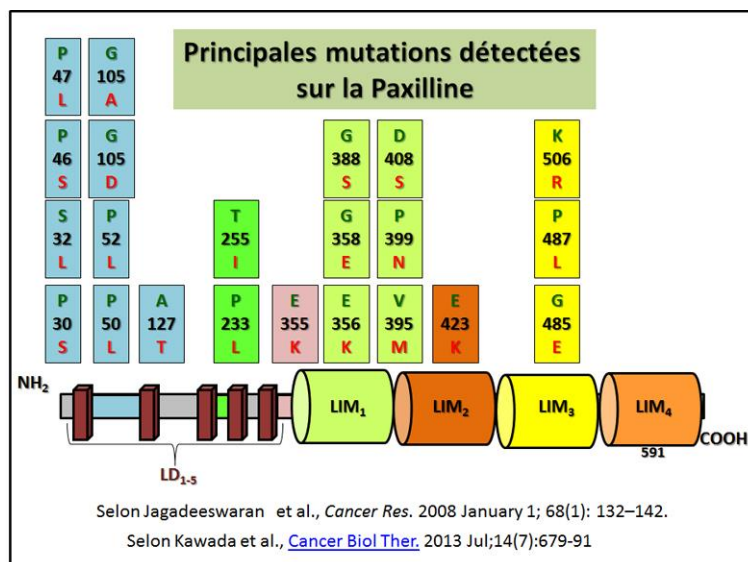 Principales mutations détectées
sur la Paxilline
P
47
L
G
105
A
P
46
S
G
105
D
G
388
S
D
408
S
K
506
R
S
32
L
P
52
L
T
255
I
G
358
E
P
399
N
P
487
L
P
30
S
P
50
L
A
127
T
P
233
L
E
355
K
E
356
K
V
395
M
E
423
K
G
485
E
NH2
LIM1
LIM2
LIM3
LIM4
COOH
591
LD1-5
Selon Jagadeeswaran et al., Cancer Res. 2008 January 1; 68(1): 132–142.
Selon Kawada et al., Cancer Biol Ther. 2013 Jul;14(7):679-91